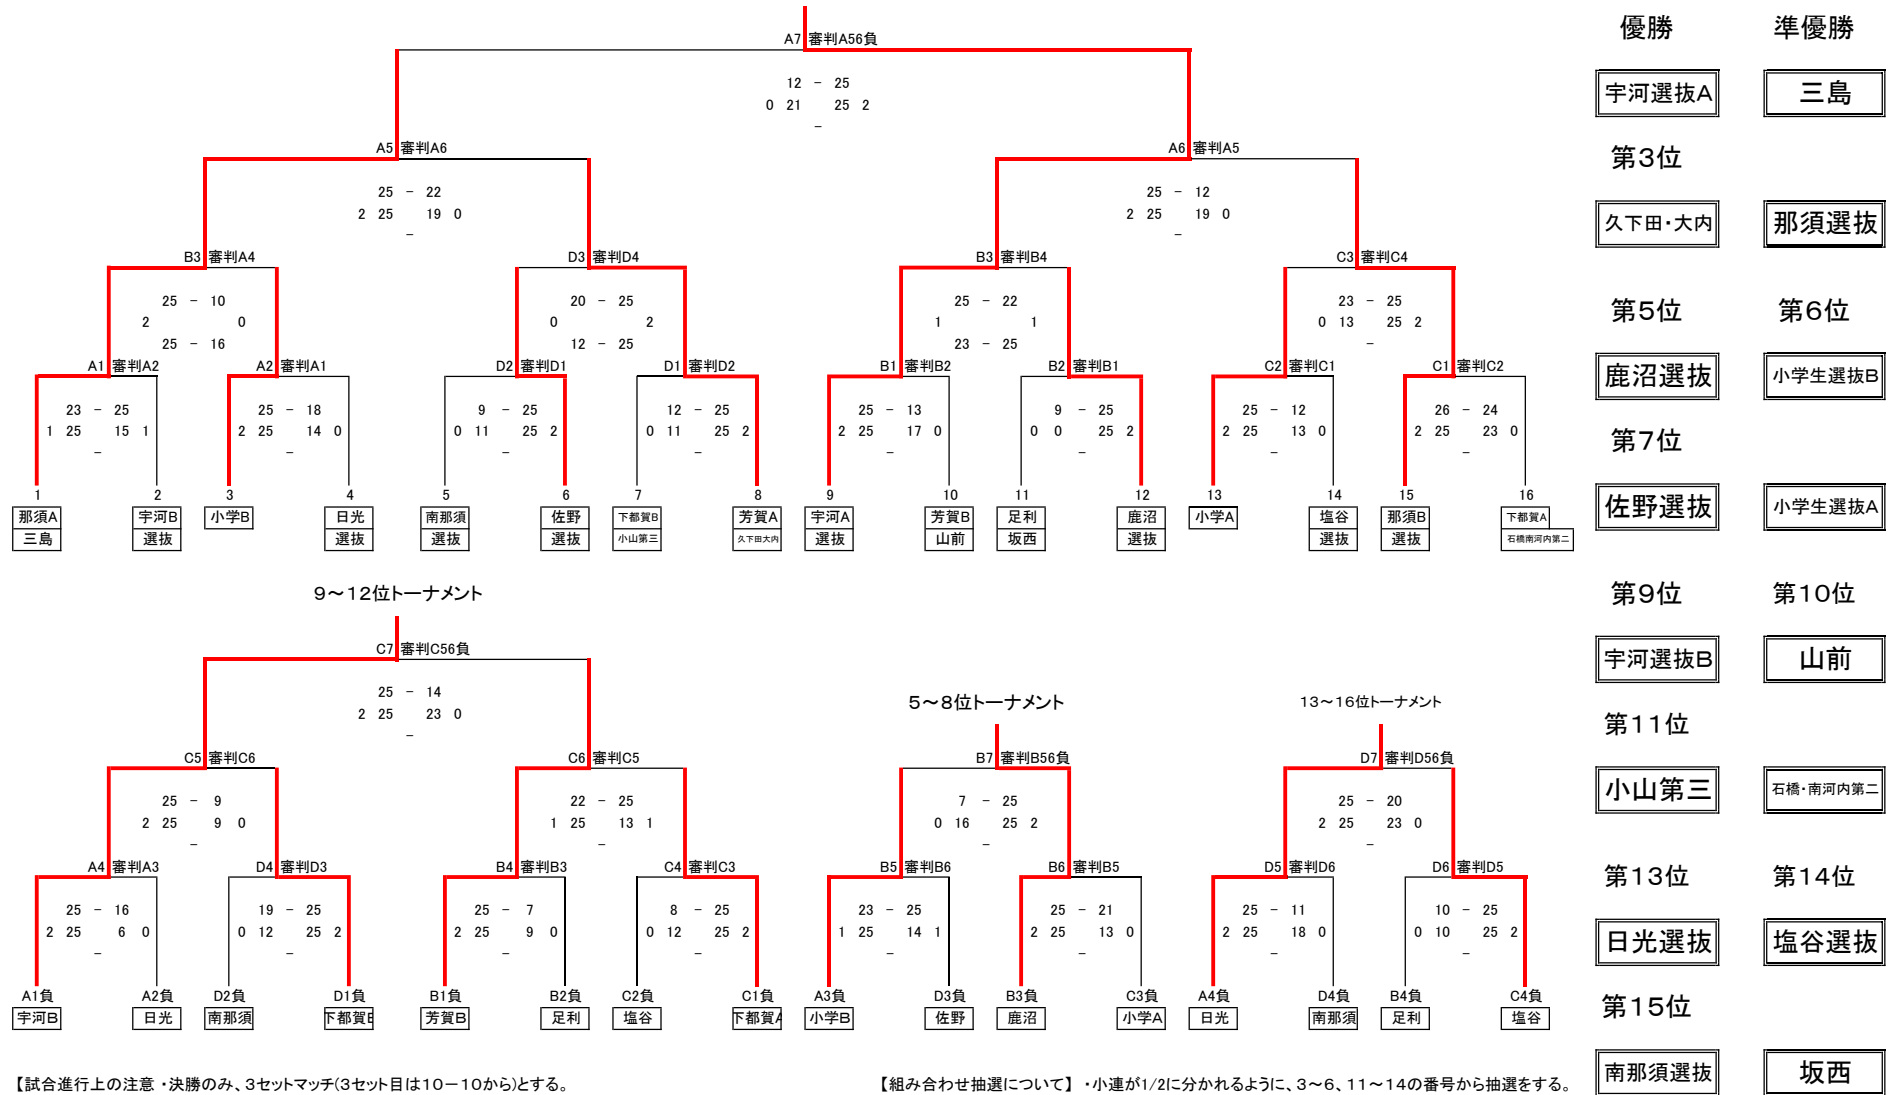 A7 審判A56負
12 － 25
0 21 25 2
－
A5 審判A6
25 － 22
2 25 19 0
－
A6 審判A5
25 － 12
2 25 19 0
－
B3 審判A4
25 － 10
2 0
25 － 16
D3 審判D4
20 － 25
0 2
12 － 25
B3 審判B4
25 － 22
1 1
23 － 25
C3 審判C4
23 － 25
0 13 25 2
－
A1 審判A2
23 － 25
1 25 15 1
－
A2 審判A1
25 － 18
2 25 14 0
－
D2 審判D1
9 － 25
0 11 25 2
－
D1 審判D2
12 － 25
0 11 25 2
－
B1 審判B2
25 － 13
2 25 17 0
－
B2 審判B1
9 － 25
0 0 25 2
－
C2 審判C1
25 － 12
2 25 13 0
－
C1 審判C2
26 － 24
2 25 23 0
－
1 2 3 4 5 6 7 8 9 10 11 12 13 14 15 16
那須A 宇河B 小学B 日光 南那須 佐野 下都賀B 芳賀A 宇河A 芳賀B 足利 鹿沼 小学A 塩谷 那須B 下都賀A
三島 選抜 選抜 選抜 選抜 小山第三 久下田大内 選抜 山前 坂西 選抜 選抜 選抜 石橋南河内第二
9～12位トーナメント
C7 審判C56負
25 － 14
2 25 23 0
－
C5 審判C6
25 － 9
2 25 9 0
－
C6 審判C5
22 － 25
1 25 13 1
－
A4 審判A3
25 － 16
2 25 6 0
－
D4 審判D3
19 － 25
0 12 25 2
－
B4 審判B3
25 － 7
2 25 9 0
－
C4 審判C3
8 － 25
0 12 25 2
－
A1負 A2負 D2負 D1負 B1負 B2負 C2負 C1負
宇河B 日光 南那須 下都賀B 芳賀B 足利 塩谷 下都賀A
5～8位トーナメント
B7 審判B56負
7 － 25
0 16 25 2
－
B5 審判B6
23 － 25
1 25 14 1
－
B6 審判B5
25 － 21
2 25 13 0
－
A3負 D3負 B3負 C3負
小学B 佐野 鹿沼 小学A
13～16位トーナメント
D7 審判D56負
25 － 20
2 25 23 0
－
D5 審判D6
25 － 11
2 25 18 0
－
D6 審判D5
10 － 25
0 10 25 2
－
A4負 D4負 B4負 C4負
日光 南那須 足利 塩谷
優勝 準優勝
宇河選抜A 三島
第3位
久下田・大内 那須選抜
第5位 第6位
鹿沼選抜 小学生選抜B
第7位
佐野選抜 小学生選抜A
第9位 第10位
宇河選抜B 山前
第11位
小山第三 石橋・南河内第二
第13位 第14位
日光選抜 塩谷選抜
第15位
南那須選抜 坂西
【試合進行上の注意 ・決勝のみ、3セットマッチ(3セット目は10－10から)とする。
【組み合わせ抽選について】 ・小連が1/2に分かれるように、3～6、11～14の番号から抽選をする。